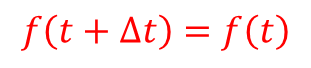 f(t + Δt) = f(t)